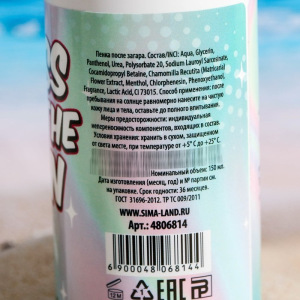 Пенка после загара. Состав/INCI: Aqua, Glycerin,
Panthenol, Urea, Polysorbate 20, Sodium Lauroyl Sarcosinate,
Cocamidopropyl Betaine, Chamomilla Recutita (Matricaria)
Flower Extract, Menthol, Chlorphenesin, Phenoxyethanol,
Fragrance, Lactic Acid, CI 73015. Способ применения: после
пребывания на солнце равномерно нанесите на чистую
кожу лица и тела, оставьте до полного впитывания.
Меры предосторожности: индивидуальная
непереносимость компонентов, входящих в состав.
Условия хранения: хранить в сухом, защищенном
от света месте, при температуре от +5° С до +25° С.
Номинальный объем: 150 мл.
Дата изготовления (месяц, год) и № партии см.
на упаковке. Срок годности: 36 месяцев.
ГОСТ 31696-2012. ТР ТС 009/2011
WWW.SIMA-LAND.RU
Арт.: 4806814
6 900048 068144
12 M
EAC